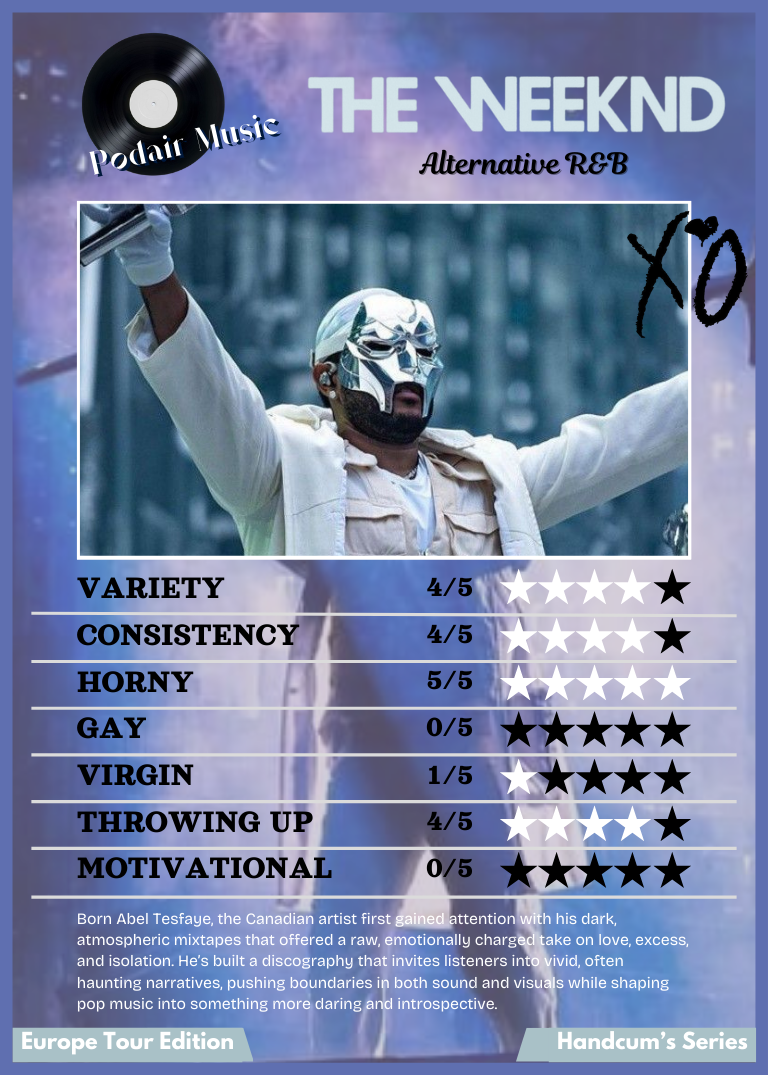 Podair Music
THE WEEKND
Alternative R&B
XO
VARIETY 4/5
CONSISTENCY 4/5
HORNY 5/5
GAY 0/5
VIRGIN 1/5
THROWING UP 4/5
MOTIVATIONAL 0/5
Born Abel Tesfaye, the Canadian artist first gained attention with his dark,
atmospheric mixtapes that offered a raw, emotionally charged take on love, excess,
and isolation. He's built a discography that invites listeners into vivid, often
haunting narratives, pushing boundaries in both sound and visuals while shaping
pop music into something more daring and introspective.
Europe Tour Edition
Handcum's Series